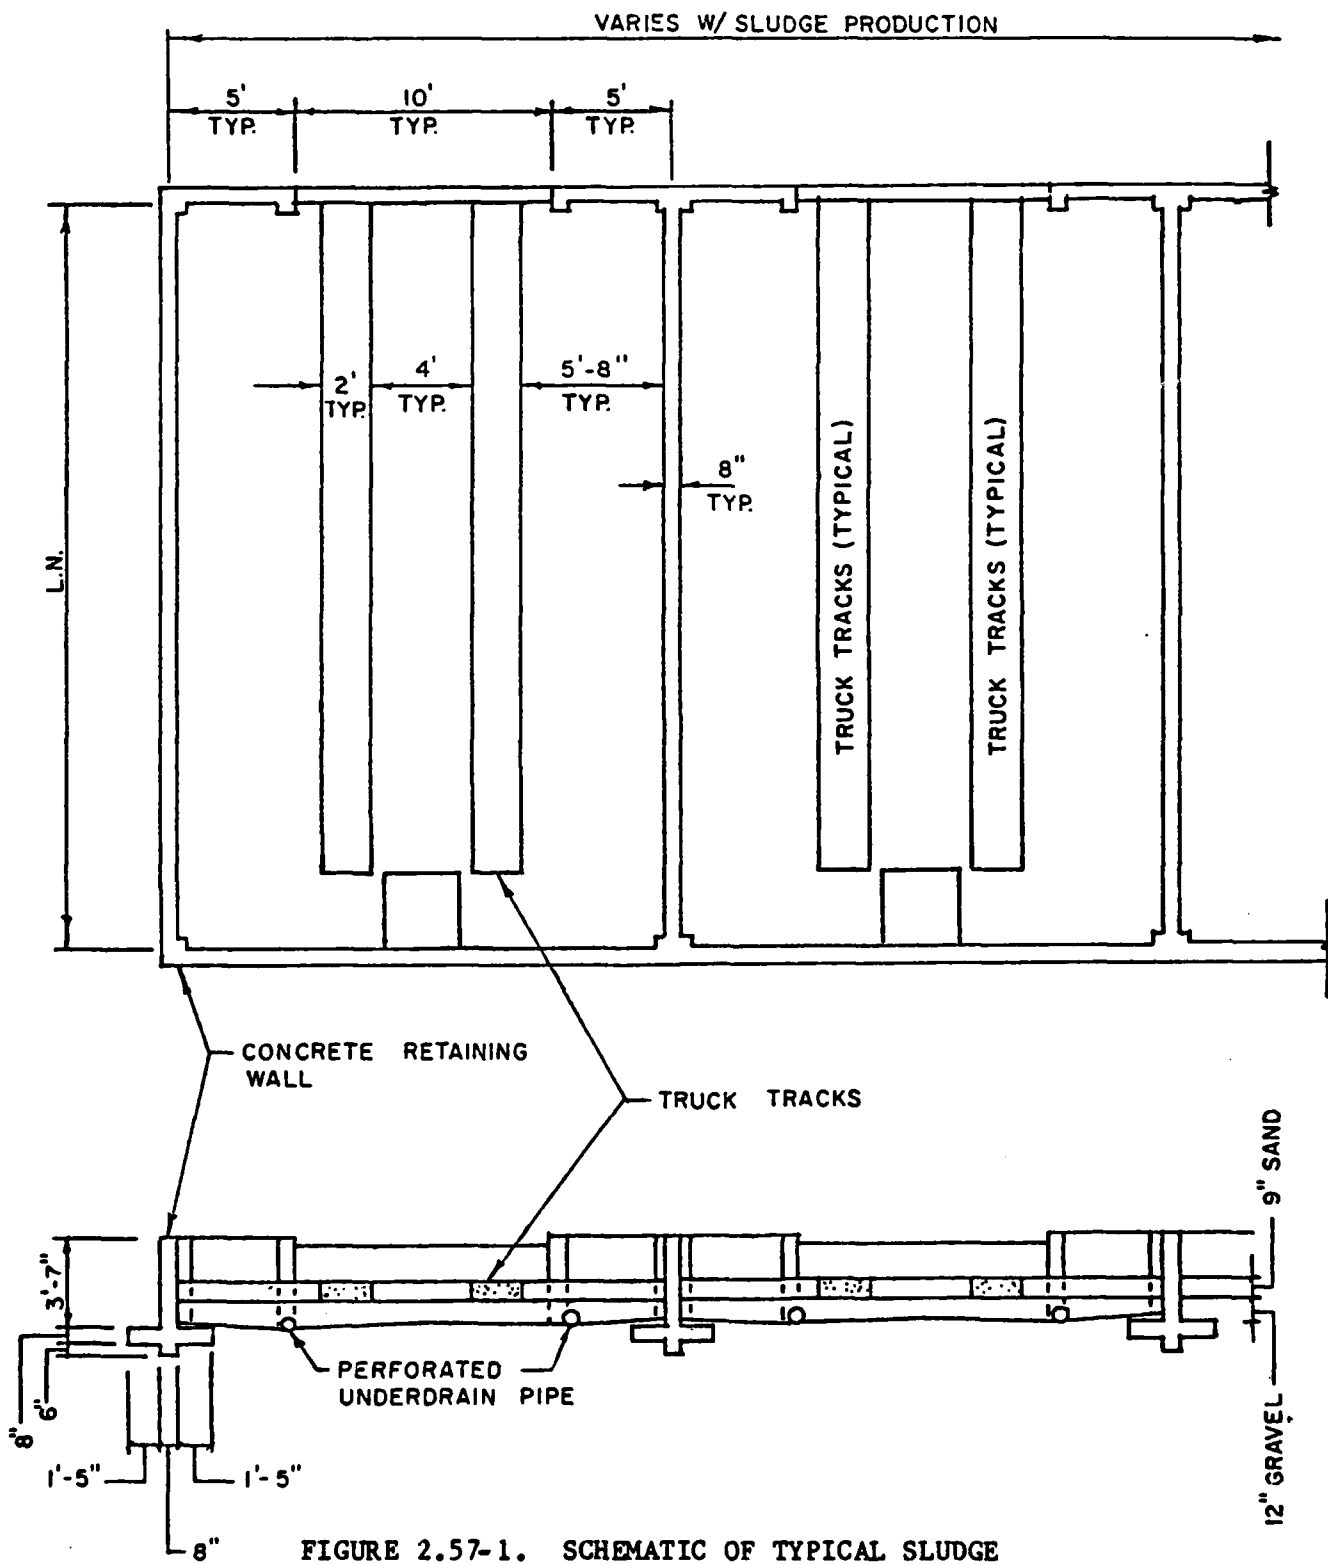 VARIES W/ SLUDGE PRODUCTION
5'
TYP.
10'
TYP.
5'
TYP.
2'
TYP.
4'
TYP.
5'-8"
TYP.
8"
TYP.
L.N.
TRUCK TRACKS (TYPICAL)
TRUCK TRACKS (TYPICAL)
CONCRETE RETAINING
WALL
TRUCK TRACKS
9" SAND
3'-7"
PERFORATED
UNDERDRAIN PIPE
8"
6"
12" GRAVEL
1'-5"
1'-5"
8"
FIGURE 2.57-1. SCHEMATIC OF TYPICAL SLUDGE